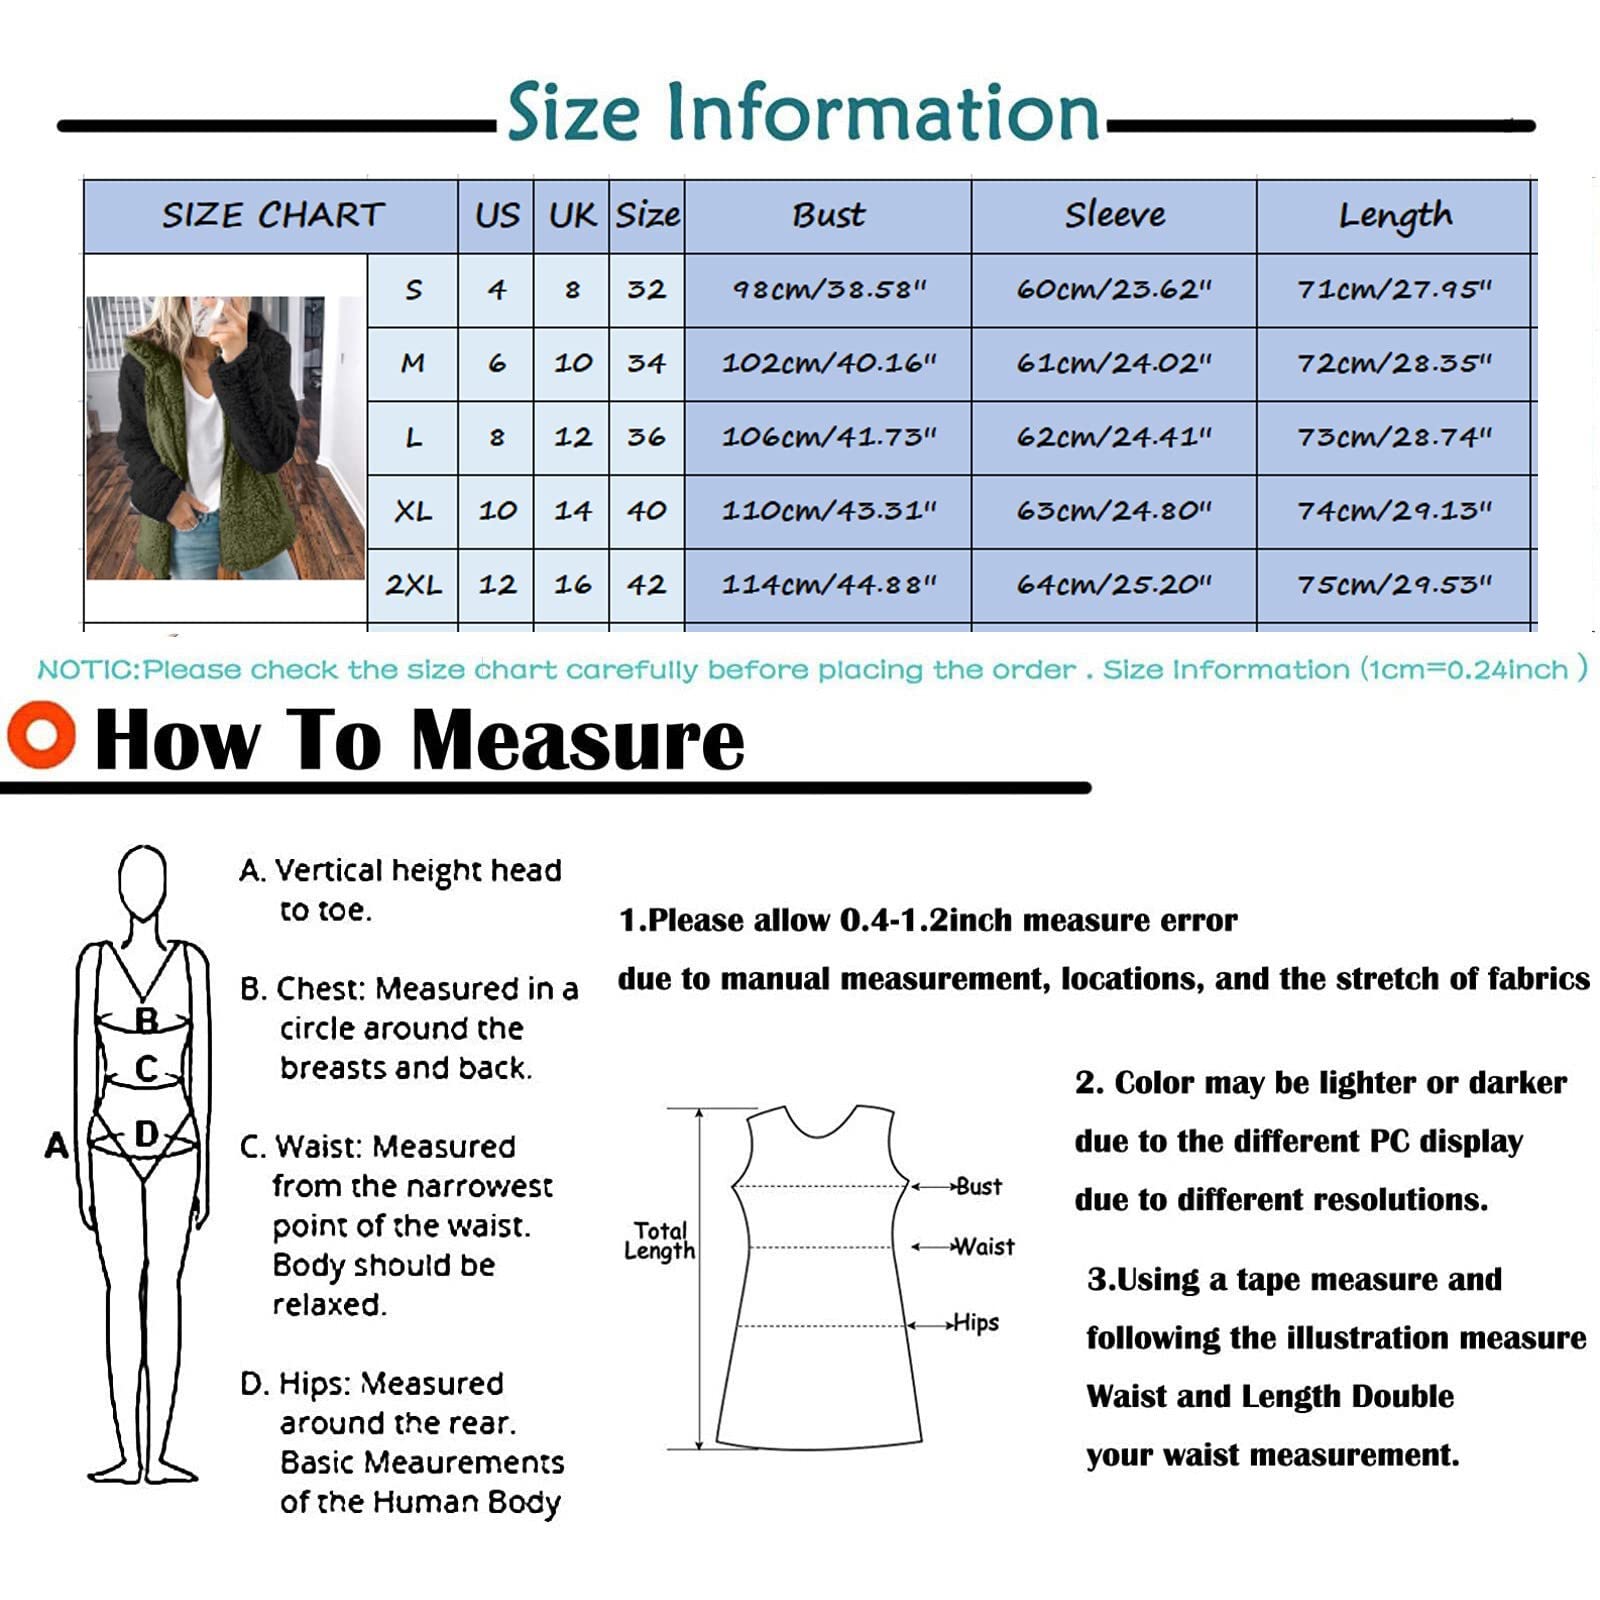 Size Information
SIZE CHART US UK Size Bust Sleeve Length
S 4 8 32 98cm/38.58" 60cm/23.62" 71cm/27.95"
M 6 10 34 102cm/40.16" 61cm/24.02" 72cm/28.35"
L 8 12 36 106cm/41.73" 62cm/24.41" 73cm/28.74"
XL 10 14 40 110cm/43.31" 63cm/24.80" 74cm/29.13"
2XL 12 16 42 114cm/44.88" 64cm/25.20" 75cm/29.53"
NOTIC:Please check the size chart carefully before placing the order . Size Information (1cm=0.24inch )
How To Measure
A
B
C
D
A. Vertical height head
to toe.
B. Chest: Measured in a
circle around the
breasts and back.
C. Waist: Measured
from the narrowest
point of the waist.
Body should be
relaxed.
D. Hips: Measured
around the rear.
Basic Meaurements
of the Human Body
1.Please allow 0.4-1.2inch measure error
due to manual measurement, locations, and the stretch of fabrics
Total
Length
Bust
Waist
Hips
2. Color may be lighter or darker
due to the different PC display
due to different resolutions.
3.Using a tape measure and
following the illustration measure
Waist and Length Double
your waist measurement.